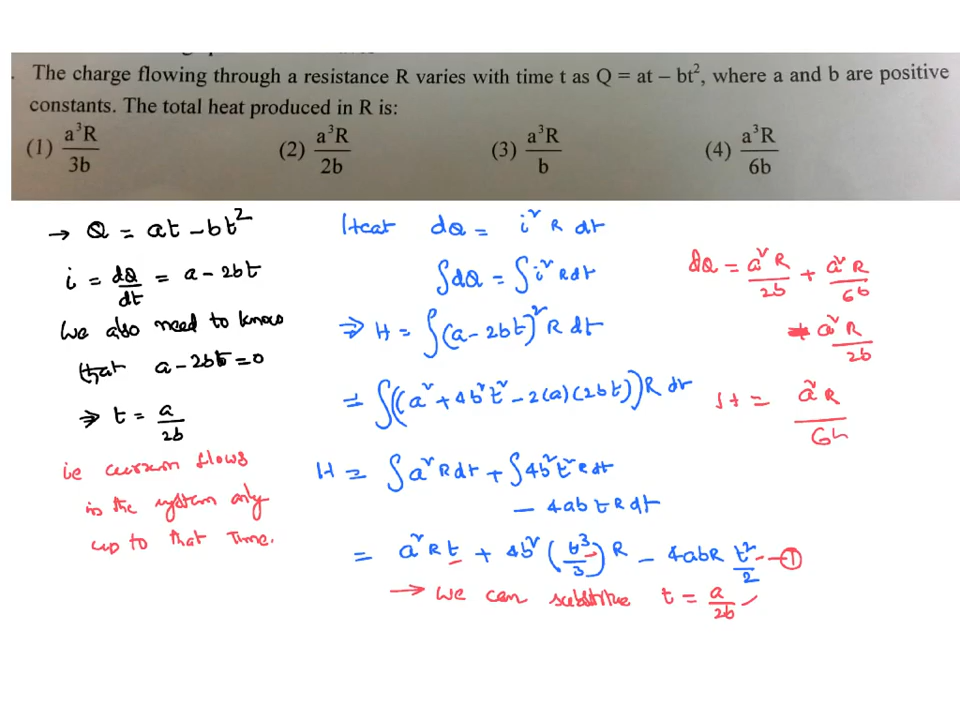 The charge flowing through a resistance R varies with time t as Q = at – bt², where a and b are positive
constants. The total heat produced in R is:
(1) a³R/3b (2) a³R/2b (3) a³R/b (4) a³R/6b
→ Q = at - bt²
i = dQ/dt = a - 2bt
We also need to know
that a - 2bt = 0
⇒ t = a/2b
ie current flows
in the system only
up to that Time.
Heat dQ = i² R dt
∫dQ = ∫i² R dt
⇒ H = ∫(a - 2bt)² R dt
= ∫((a² + 4b²t² - 2(a)(2bt))R dt
H = ∫a² R dt + ∫4b²t² R dt
- 4ab t R dt
= a² R t + 4b² (t³/3) R - 4abR t²/2 - ①
→ we can substitute t = a/2b
dQ = a²R/2b + a²R/6b
+ a²R/2b
H = a²R/6b